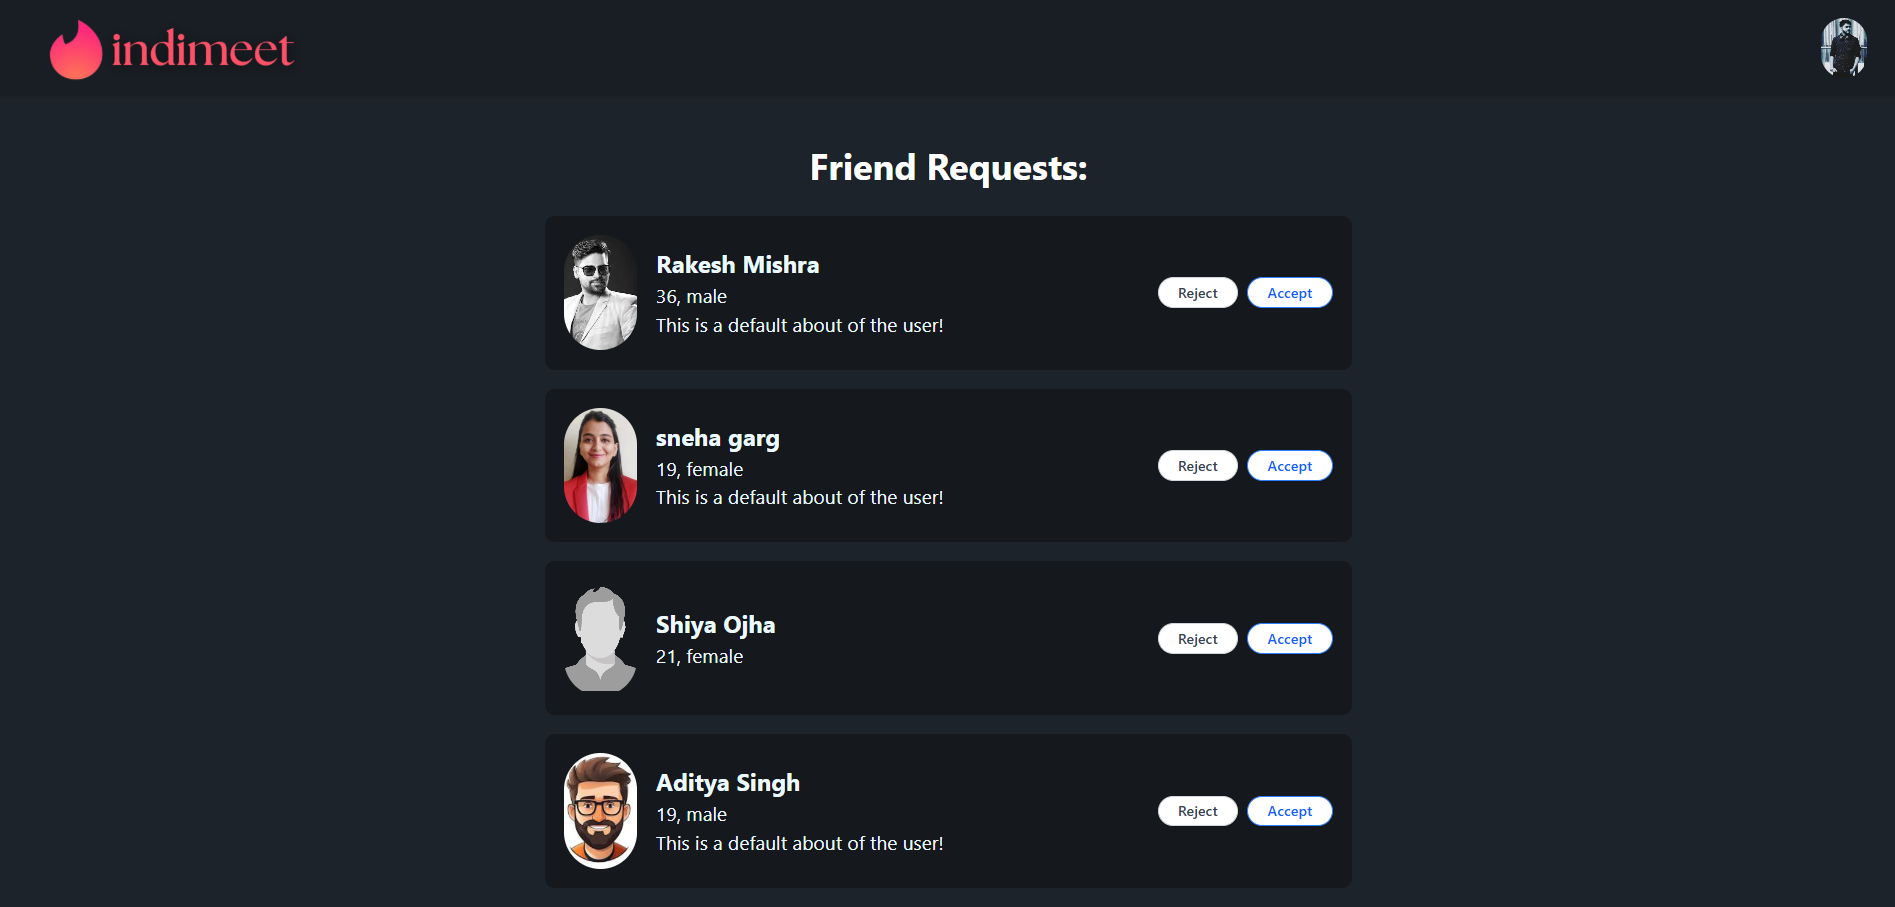 indimeet
Friend Requests:
Rakesh Mishra
36, male
This is a default about of the user!
Reject
Accept
sneha garg
19, female
This is a default about of the user!
Reject
Accept
Shiya Ojha
21, female
Reject
Accept
Aditya Singh
19, male
This is a default about of the user!
Reject
Accept